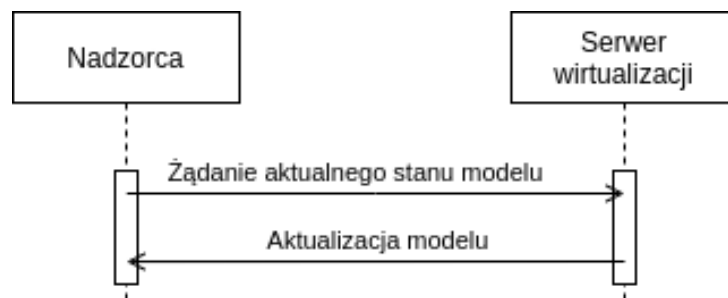 Nadzorca
Serwer
wirtualizacji
Żądanie aktualnego stanu modelu
Aktualizacja modelu